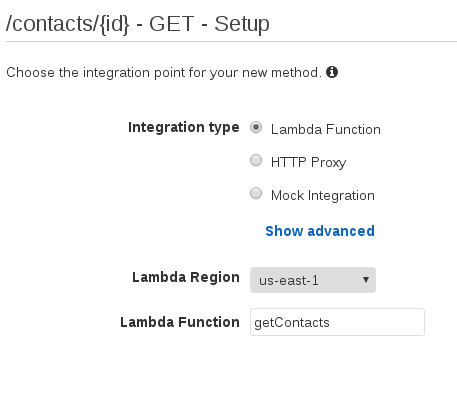 /contacts/{id} - GET - Setup
Choose the integration point for your new method.
Integration type
Lambda Function
HTTP Proxy
Mock Integration
Show advanced
Lambda Region us-east-1
Lambda Function getContacts